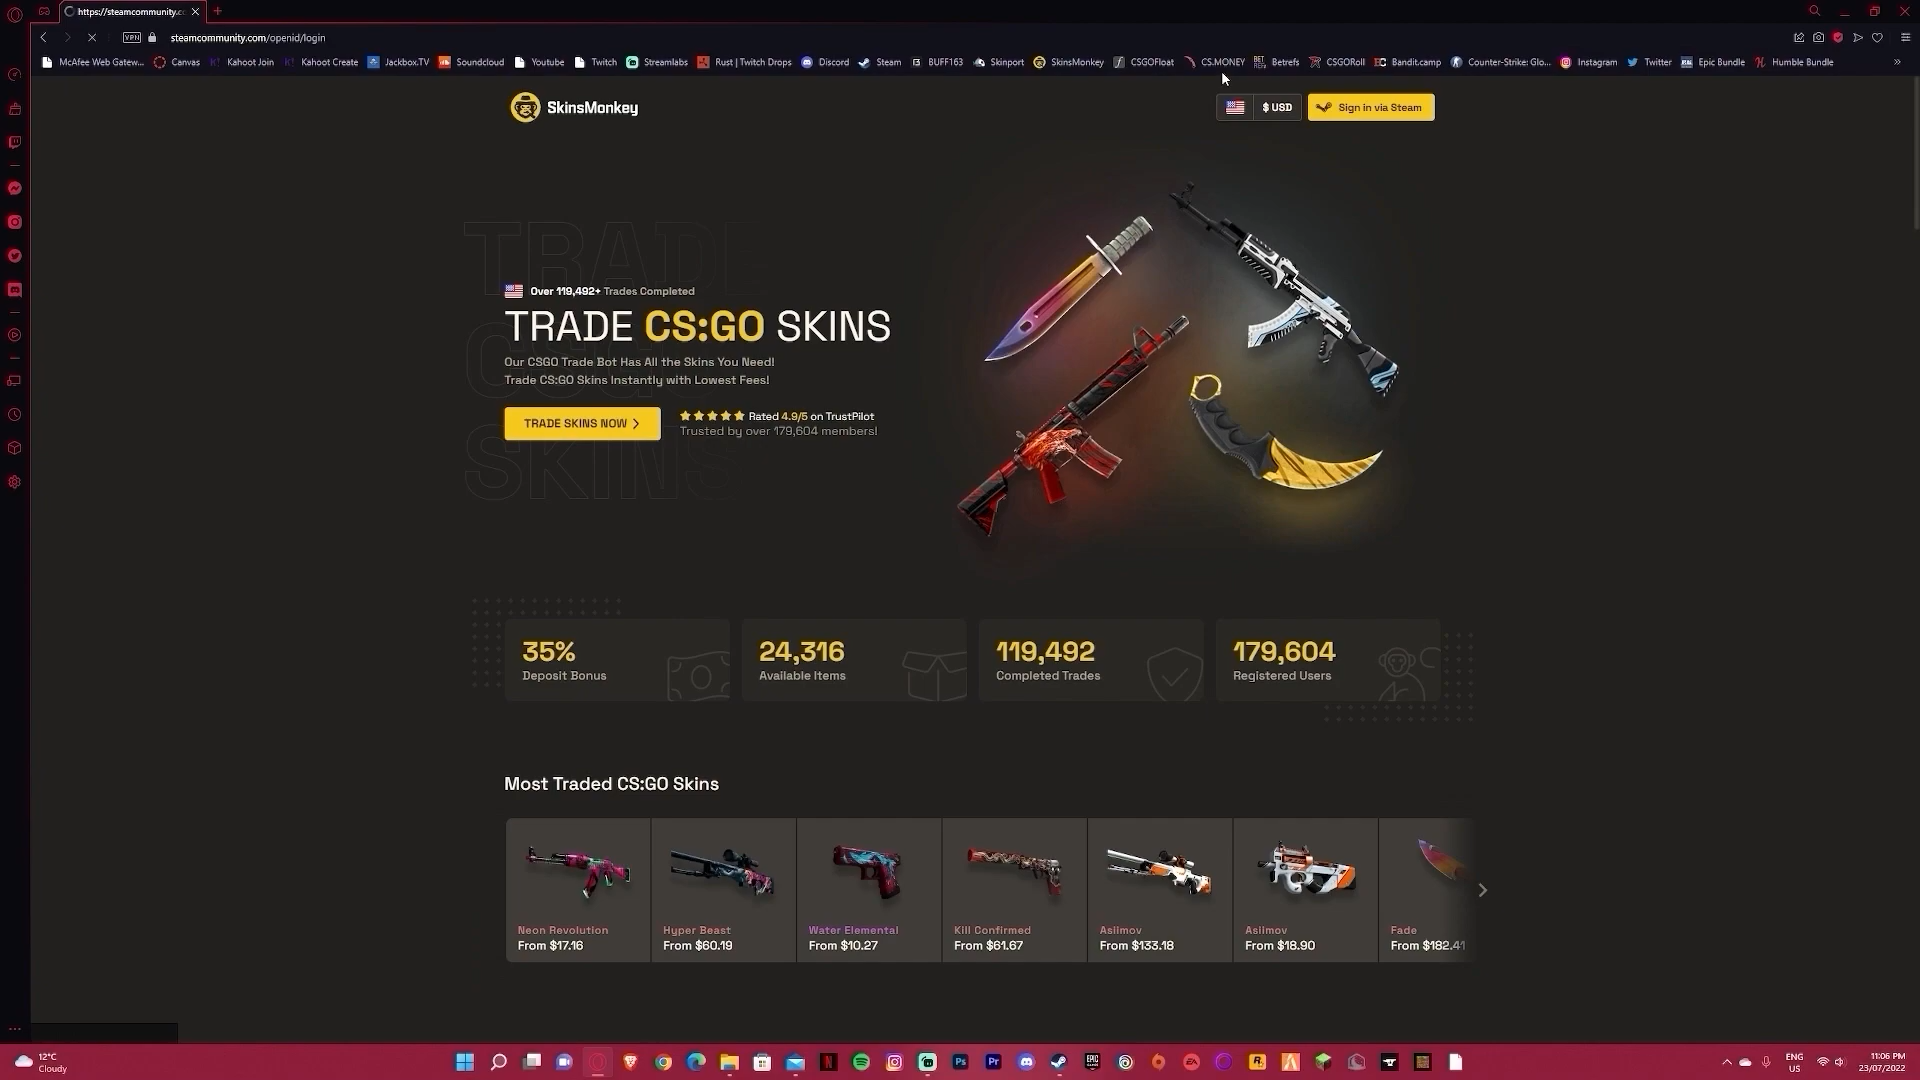 https://steamcommunity.c
VPN
steamcommunity.com/openid/login
McAfee Web Gatew... Canvas Kahoot Join Kahoot Create Jackbox.TV Soundcloud Youtube Twitch Streamlabs Rust | Twitch Drops Discord Steam BUFF163 Skinport SkinsMonkey CSGOFloat CS.MONEY Betrefs CSGORoll Bandit.camp Counter-Strike: Glo... Instagram Twitter Epic Bundle Humble Bundle
SkinsMonkey
$ USD
Sign in via Steam
TRADE
CSGO
SKINS
Over 119,492+ Trades Completed
TRADE CS:GO SKINS
Our CSGO Trade Bot Has All the Skins You Need!
Trade CS:GO Skins Instantly with Lowest Fees!
TRADE SKINS NOW
Rated 4.9/5 on TrustPilot
Trusted by over 179,604 members!
35%
Deposit Bonus
24,316
Available Items
119,492
Completed Trades
179,604
Registered Users
Most Traded CS:GO Skins
Neon Revolution
From $17.16
Hyper Beast
From $60.19
Water Elemental
From $10.27
Kill Confirmed
From $61.67
Asiimov
From $133.18
Asiimov
From $18.90
Fade
From $182.41
12°C
Cloudy
ENG
US
11:06 PM
23/07/2022